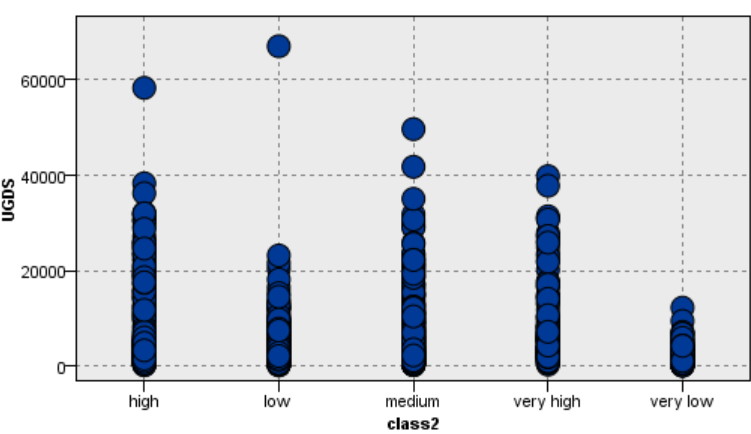 60000
40000
20000
0
UGDS
high low medium very high very low
class2